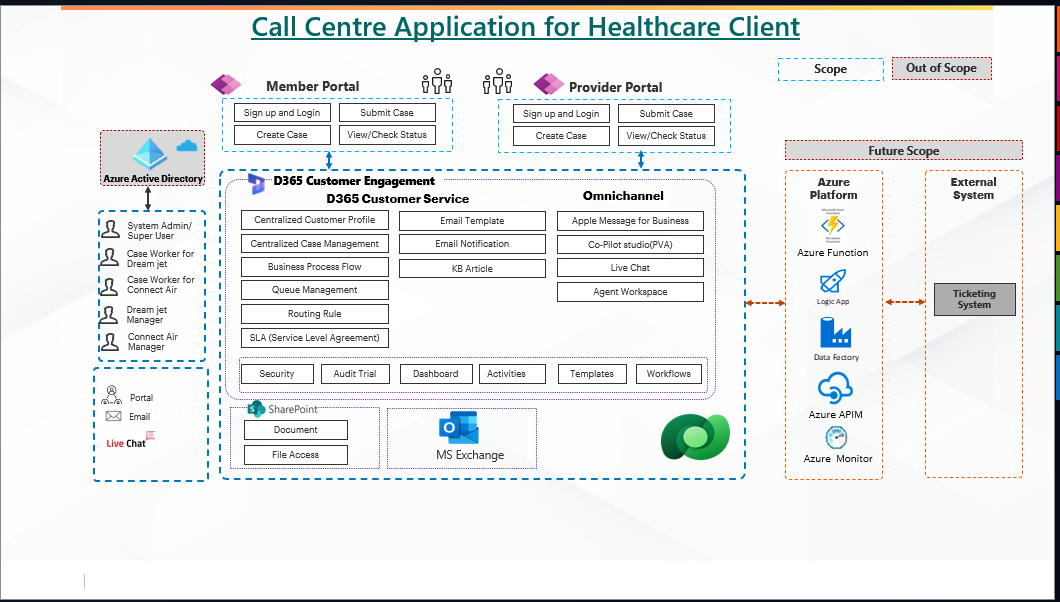 Call Centre Application for Healthcare Client
Scope
Out of Scope
Member Portal
Sign up and Login
Submit Case
Create Case
View/Check Status
Provider Portal
Sign up and Login
Submit Case
Create Case
View/Check Status
Azure Active Directory
System Admin/
Super User
Case Worker for
Dream jet
Case Worker for
Connect Air
Dream jet
Manager
Connect Air
Manager
Portal
Email
Live Chat
D365 Customer Engagement
D365 Customer Service
Centralized Customer Profile
Centralized Case Management
Business Process Flow
Queue Management
Routing Rule
SLA (Service Level Agreement)
Email Template
Email Notification
KB Article
Omnichannel
Apple Message for Business
Co-Pilot studio(PVA)
Live Chat
Agent Workspace
Security
Audit Trial
Dashboard
Activities
Templates
Workflows
SharePoint
Document
File Access
MS Exchange
Future Scope
Azure
Platform
Azure Function
Logic App
Data Factory
Azure APIM
Azure Monitor
External
System
Ticketing
System